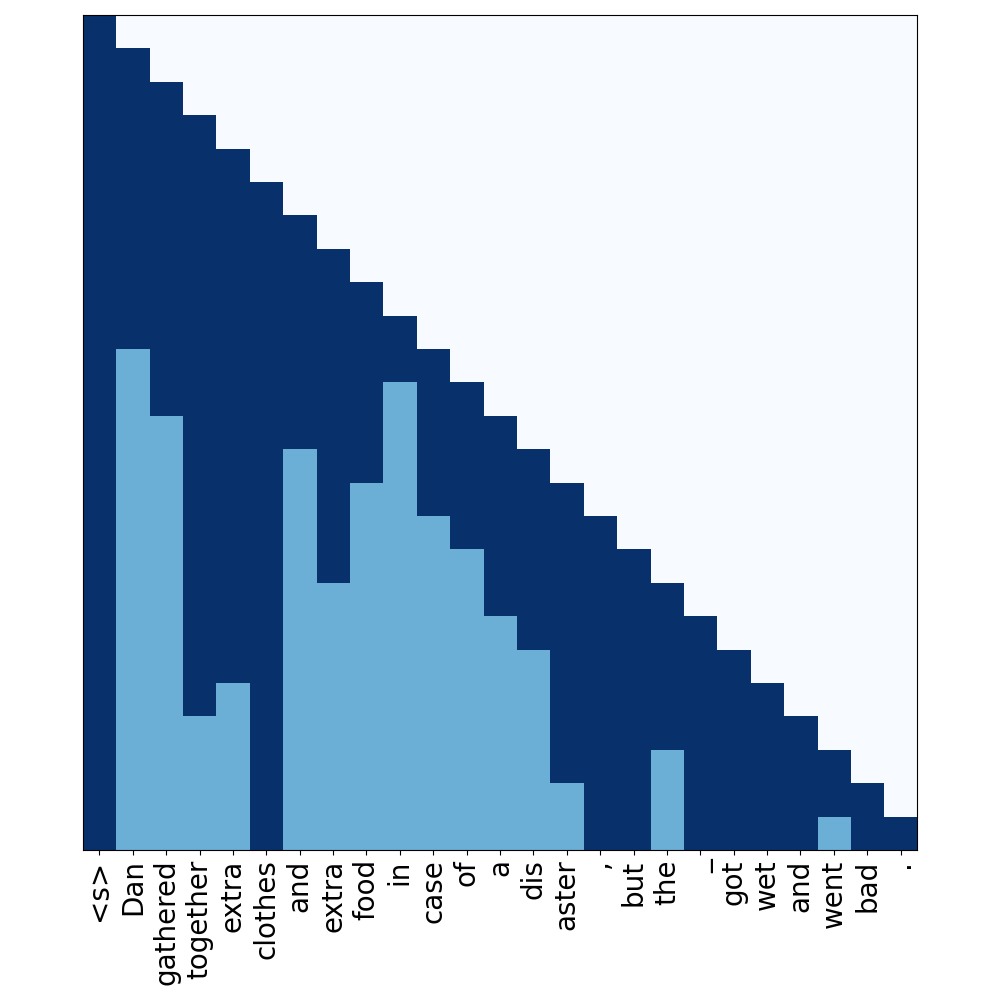 <s> Dan gathered together extra clothes and extra food in case of a dis aster , but the _ got wet and went bad .